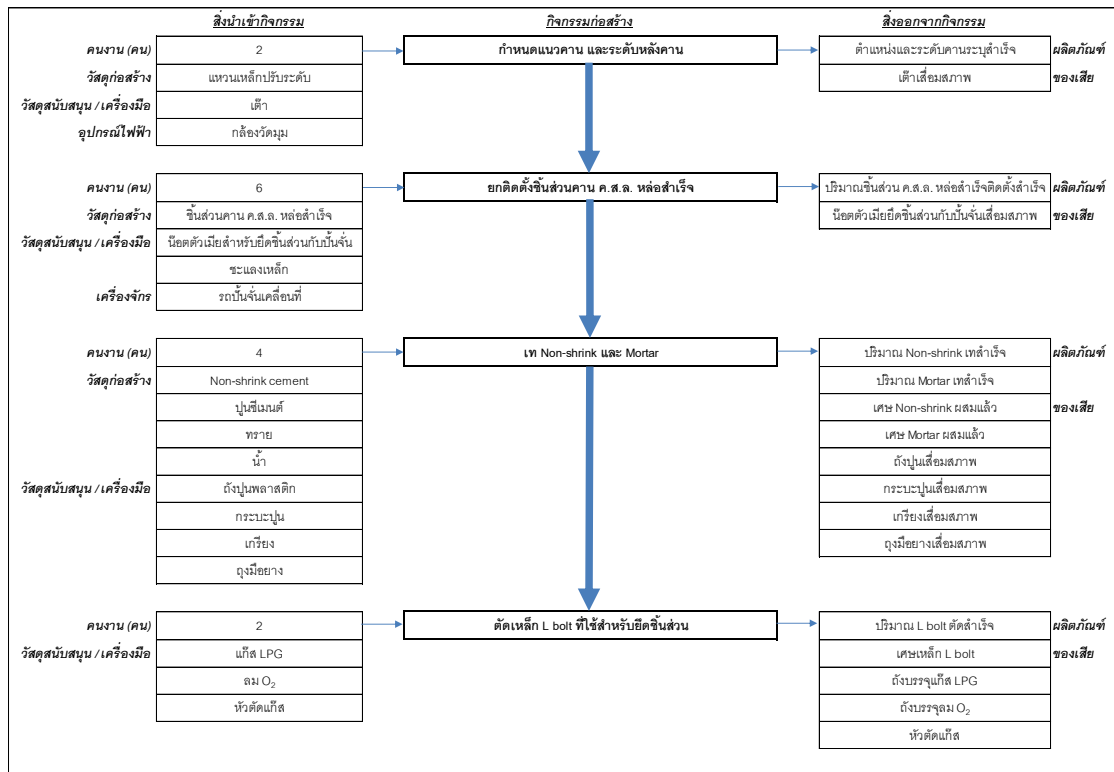 สิ่งนำเข้ากิจกรรม กิจกรรมก่อสร้าง สิ่งออกจากกิจกรรม
คนงาน (คน) 2 กำหนดแนวคาน และระดับหลังคาน ตำแหน่งและระดับคานระบุสำเร็จ ผลิตภัณฑ์
วัสดุก่อสร้าง แหวนเหล็กปรับระดับ เต๊าเสื่อมสภาพ ของเสีย
วัสดุสนับสนุน / เครื่องมือ เต๊า
อุปกรณ์ไฟฟ้า กล้องวัดมุม
คนงาน (คน) 6 ยกติดตั้งชิ้นส่วนคาน ค.ส.ล. หล่อสำเร็จ ปริมาณชิ้นส่วน ค.ส.ล. หล่อสำเร็จติดตั้งสำเร็จ ผลิตภัณฑ์
วัสดุก่อสร้าง ชิ้นส่วนคาน ค.ส.ล. หล่อสำเร็จ น๊อตตัวเมียยึดชิ้นส่วนกับปั้นจั่นเสื่อมสภาพ ของเสีย
วัสดุสนับสนุน / เครื่องมือ น๊อตตัวเมียสำหรับยึดชิ้นส่วนกับปั้นจั่น
ชะแลงเหล็ก
เครื่องจักร รถปั้นจั่นเคลื่อนที่
คนงาน (คน) 4 เท Non-shrink และ Mortar ปริมาณ Non-shrink เทสำเร็จ ผลิตภัณฑ์
วัสดุก่อสร้าง Non-shrink cement ปริมาณ Mortar เทสำเร็จ
ปูนซีเมนต์ เศษ Non-shrink ผสมแล้ว ของเสีย
ทราย เศษ Mortar ผสมแล้ว
น้ำ ถังปูนเสื่อมสภาพ
วัสดุสนับสนุน / เครื่องมือ ถังปูนพลาสติก กระบะปูนเสื่อมสภาพ
กระบะปูน เกรียงเสื่อมสภาพ
เกรียง ถุงมือยางเสื่อมสภาพ
ถุงมือยาง
คนงาน (คน) 2 ตัดเหล็ก L bolt ที่ใช้สำหรับยึดชิ้นส่วน ปริมาณ L bolt ตัดสำเร็จ ผลิตภัณฑ์
วัสดุสนับสนุน / เครื่องมือ แก๊ส LPG เศษเหล็ก L bolt ของเสีย
ลม O₂ ถังบรรจุแก๊ส LPG
หัวตัดแก๊ส ถังบรรจุลม O₂
หัวตัดแก๊ส